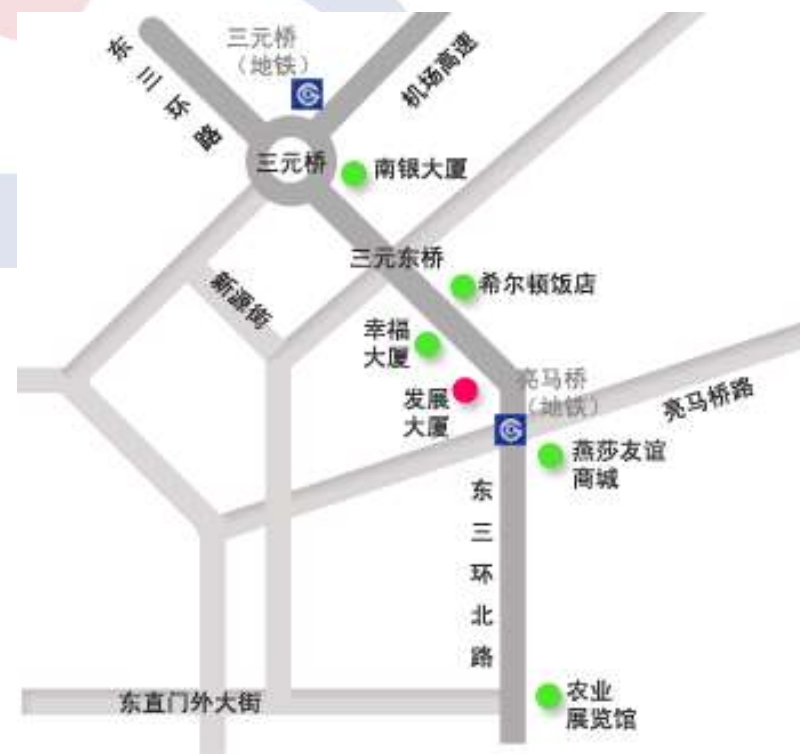 三元桥
（地铁）
东三环路
机场高速
三元桥
南银大厦
三元东桥
希尔顿饭店
新源街
幸福
大厦
发展
大厦
亮马桥
（地铁）
亮马桥路
燕莎友谊
商城
东三环北路
农业
展览馆
东直门外大街